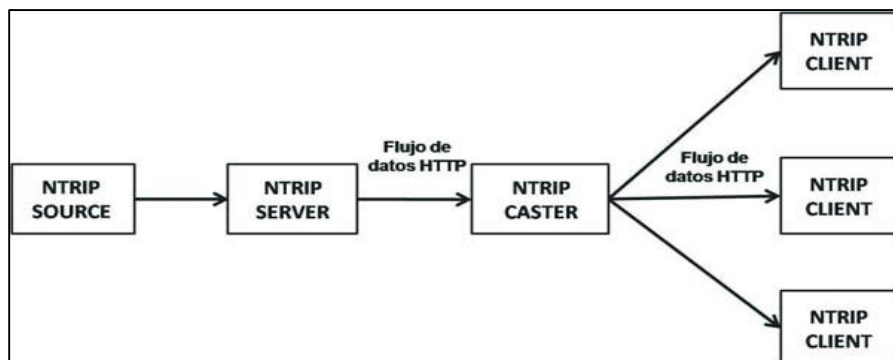 NTRIP
CLIENT
Flujo de
datos HTTP
Flujo de
datos HTTP
NTRIP
SOURCE
NTRIP
SERVER
NTRIP
CASTER
NTRIP
CLIENT
NTRIP
CLIENT